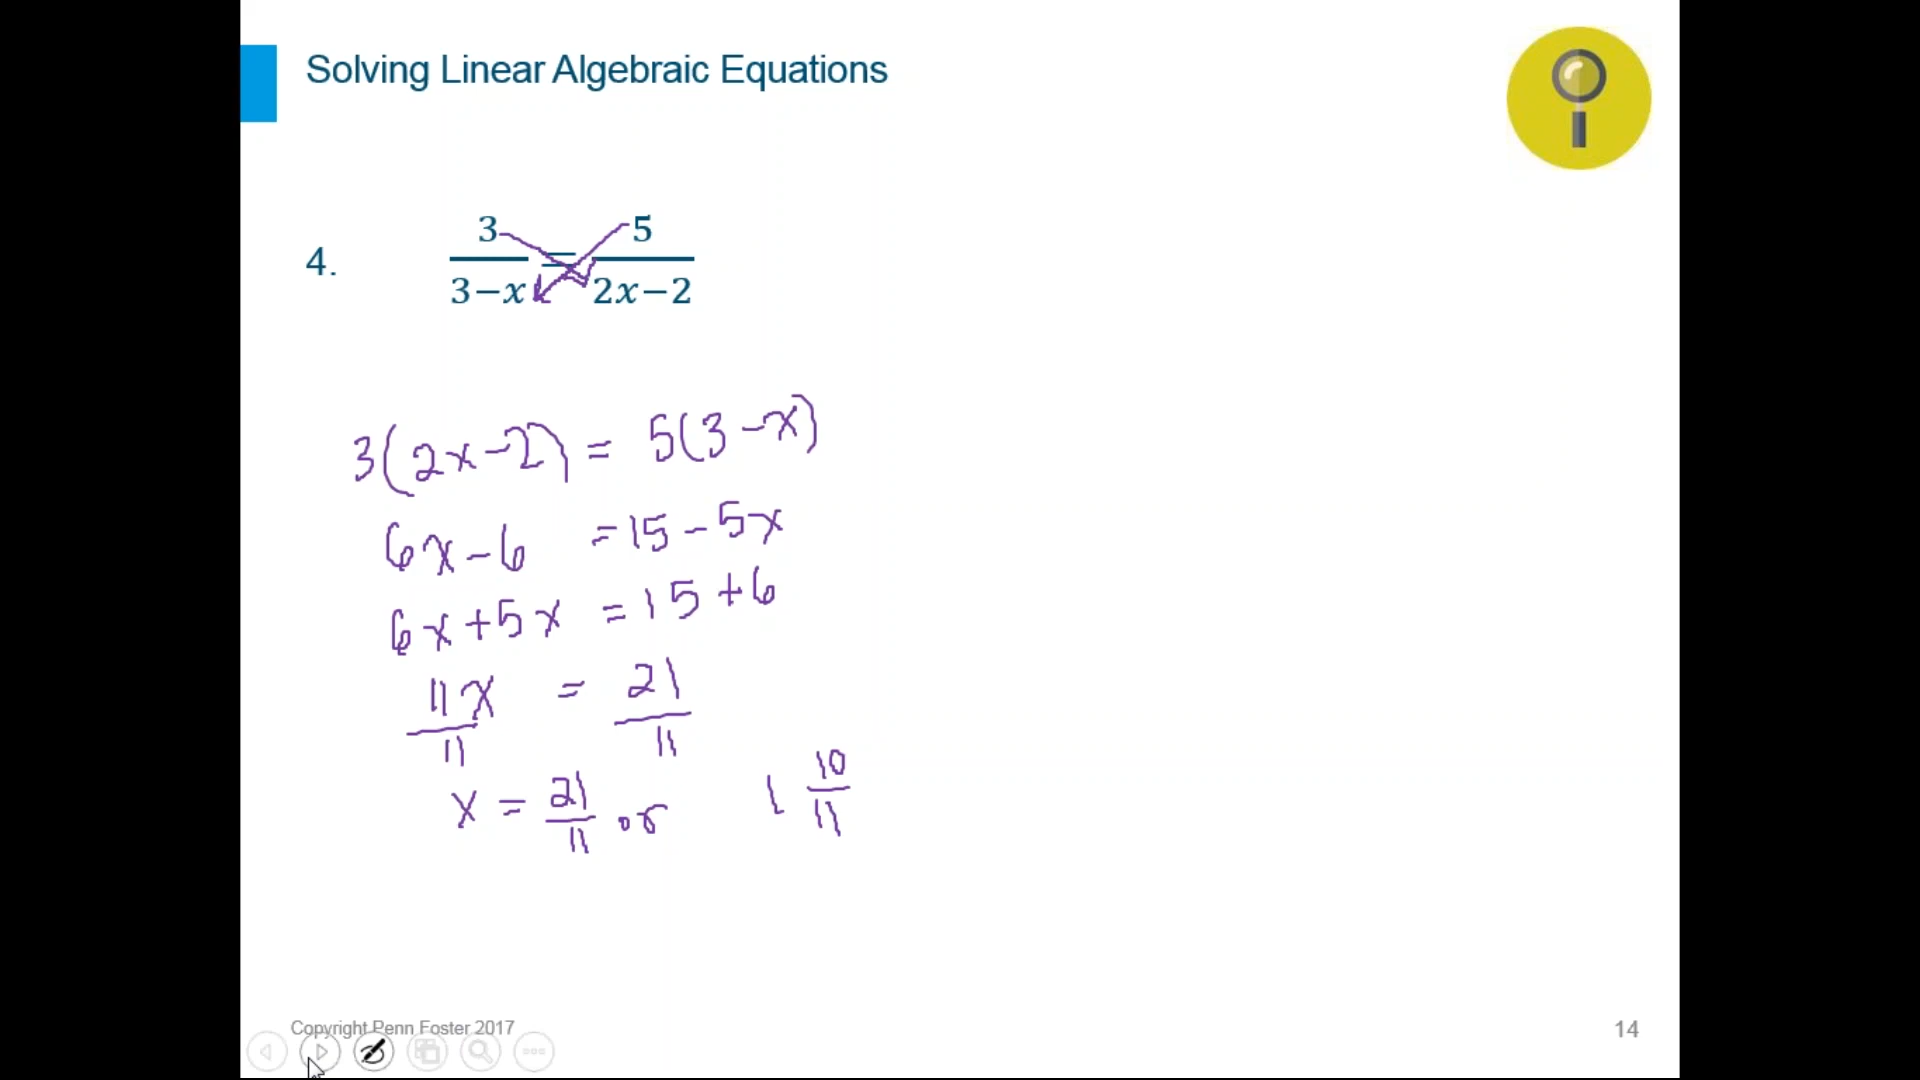 Solving Linear Algebraic Equations
4. 3/(3−x) = 5/(2x−2)
3(2x−2) = 5(3−x)
6x−6 = 15−5x
6x+5x = 15+6
11x/11 = 21/11
x = 21/11 or 1 10/11
Copyright Penn Foster 2017
14